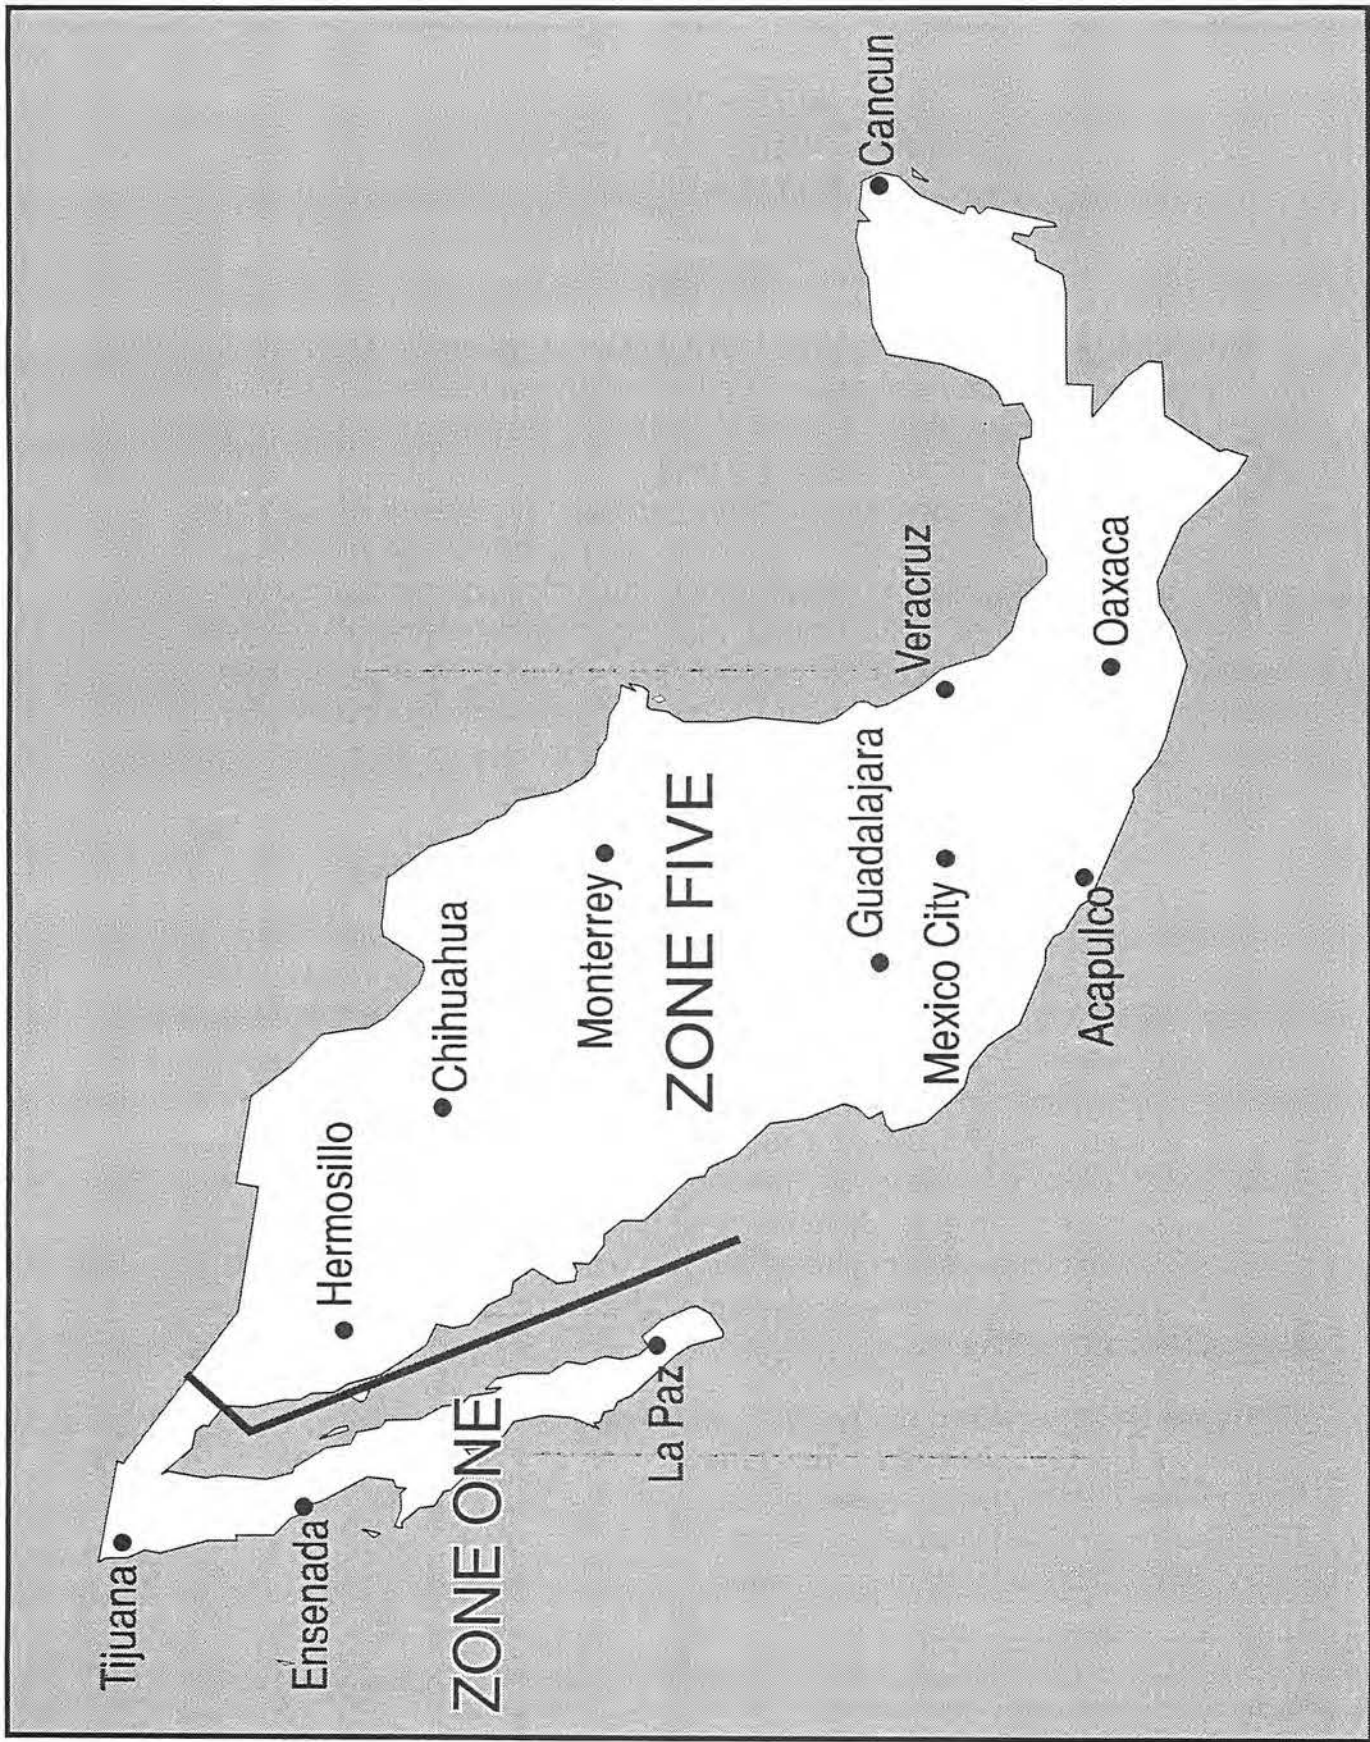 Tijuana
Ensenada
ZONE ONE
La Paz
Hermosillo
Chihuahua
Monterrey
ZONE FIVE
Guadalajara
Mexico City
Acapulco
Veracruz
Oaxaca
Cancun